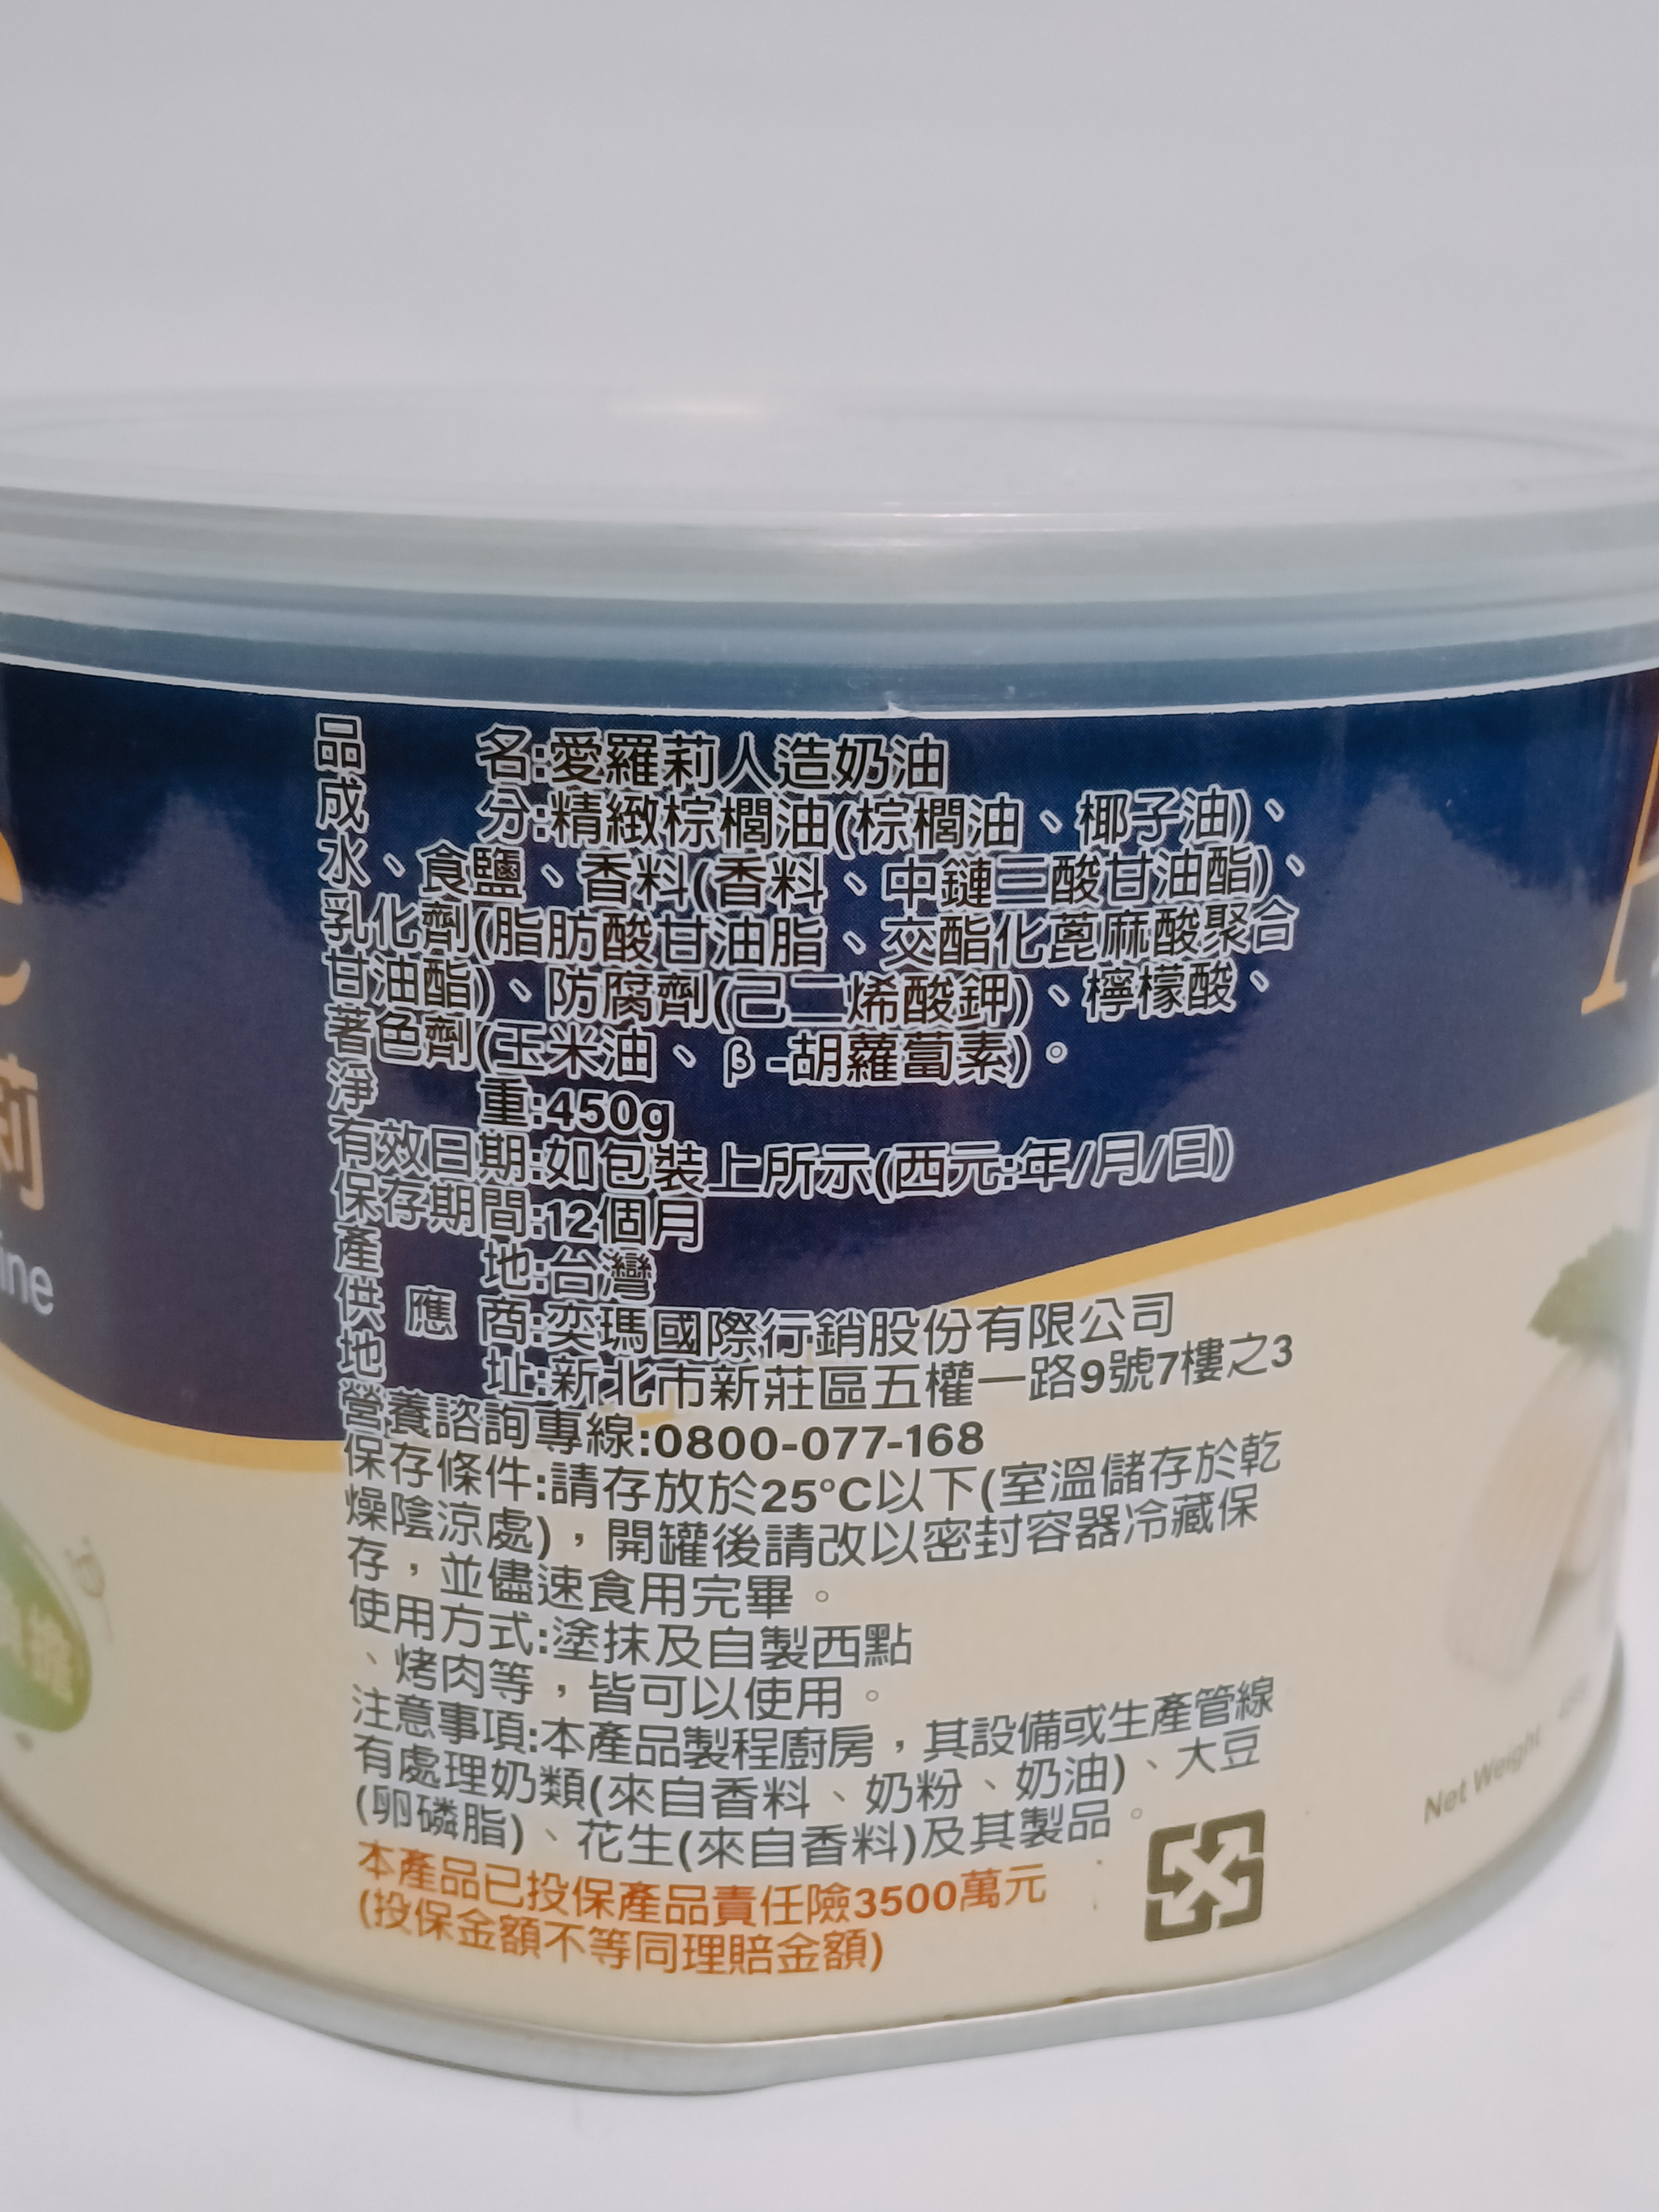 品名:愛羅莉人造奶油
成分:精緻棕櫚油(棕櫚油、椰子油)、
水、食鹽、香料(香料、中鏈三酸甘油酯)、
乳化劑(脂肪酸甘油脂、交酯化蓖麻酸聚合
甘油酯)、防腐劑(己二烯酸鉀)、檸檬酸、
著色劑(玉米油、β-胡蘿蔔素)。
淨重:450g
有效日期:如包裝上所示(西元:年/月/日)
保存期間:12個月
產地:台灣
供應商:奕瑪國際行銷股份有限公司
地址:新北市新莊區五權一路9號7樓之3
營養諮詢專線:0800-077-168
保存條件:請存放於25°C以下(室溫儲存於乾
燥陰涼處)，開罐後請改以密封容器冷藏保
存，並儘速食用完畢。
使用方式:塗抹及自製西點
、烤肉等，皆可以使用。
注意事項:本產品製程廚房，其設備或生產管線
有處理奶類(來自香料、奶粉、奶油)、大豆
(卵磷脂)、花生(來自香料)及其製品。
本產品已投保產品責任險3500萬元
(投保金額不等同理賠金額)
莉
ine
Net Weight